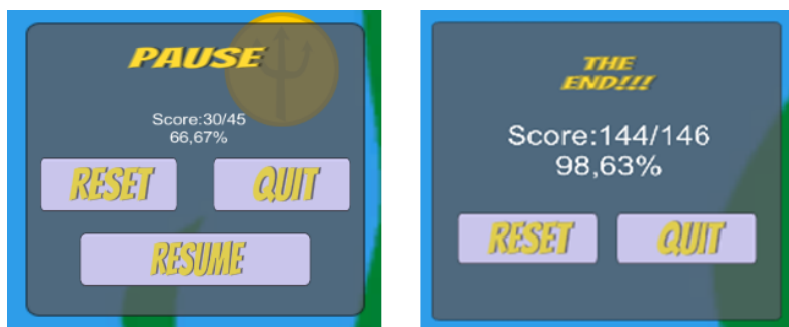 PAUSE
Score:30/45
66,67%
RESET
QUIT
RESUME
THE
END!!!
Score:144/146
98,63%
RESET
QUIT